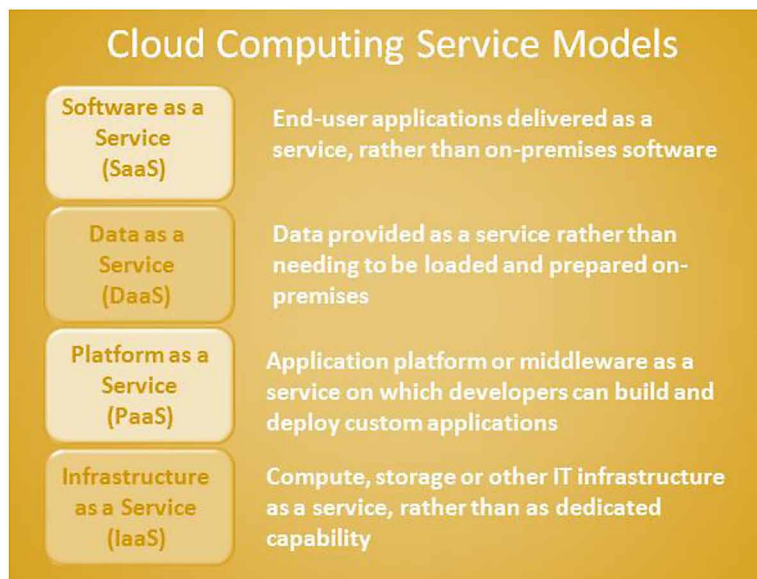 Cloud Computing Service Models
Software as a
Service
(SaaS)
End-user applications delivered as a
service, rather than on-premises software
Data as a
Service
(DaaS)
Data provided as a service rather than
needing to be loaded and prepared on-
premises
Platform as a
Service
(PaaS)
Application platform or middleware as a
service on which developers can build and
deploy custom applications
Infrastructure
as a Service
(IaaS)
Compute, storage or other IT infrastructure
as a service, rather than as dedicated
capability